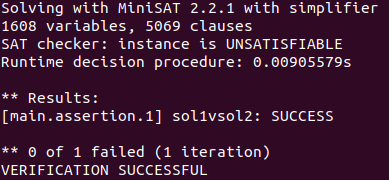 Solving with MiniSAT 2.2.1 with simplifier
1608 variables, 5069 clauses
SAT checker: instance is UNSATISFIABLE
Runtime decision procedure: 0.00905579s
** Results:
[main.assertion.1] sol1vsol2: SUCCESS
** 0 of 1 failed (1 iteration)
VERIFICATION SUCCESSFUL